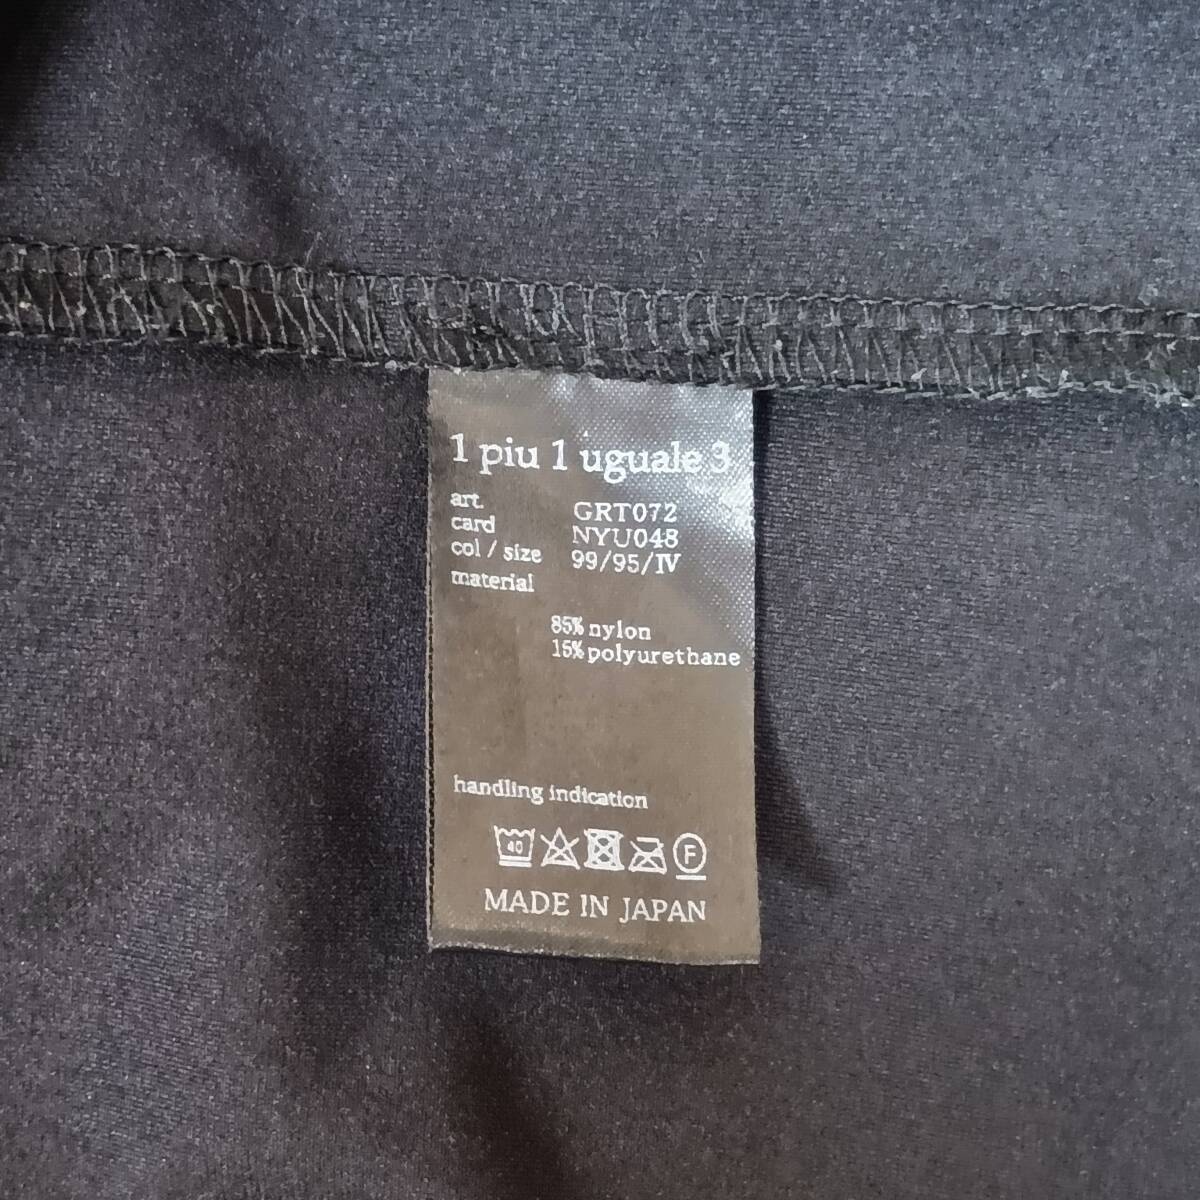 1 piu 1 uguale 3
art. GRT072
card NYU048
col / size 99/95/IV
material
85% nylon
15% polyurethane
handling indication
40 F
MADE IN JAPAN